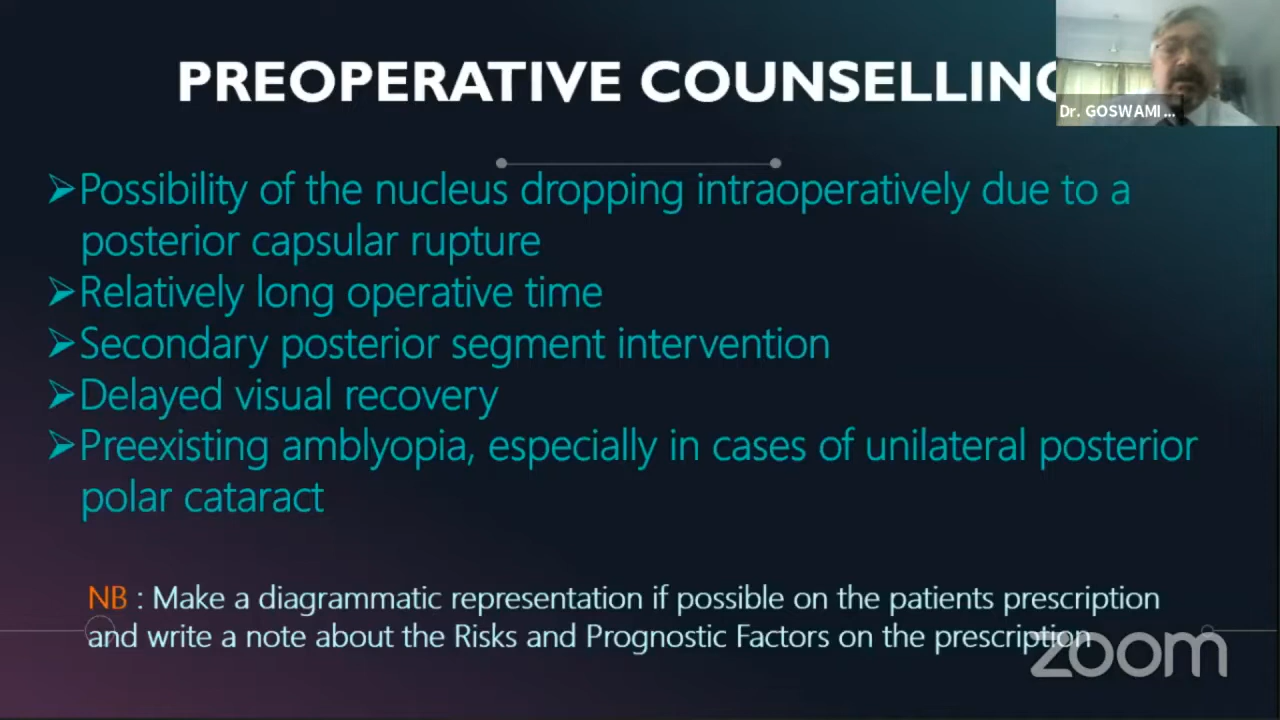 PREOPERATIVE COUNSELLING
Dr. GOSWAMI ...
➢Possibility of the nucleus dropping intraoperatively due to a
posterior capsular rupture
➢Relatively long operative time
➢Secondary posterior segment intervention
➢Delayed visual recovery
➢Preexisting amblyopia, especially in cases of unilateral posterior
polar cataract
NB : Make a diagrammatic representation if possible on the patients prescription
and write a note about the Risks and Prognostic Factors on the prescription
zoom